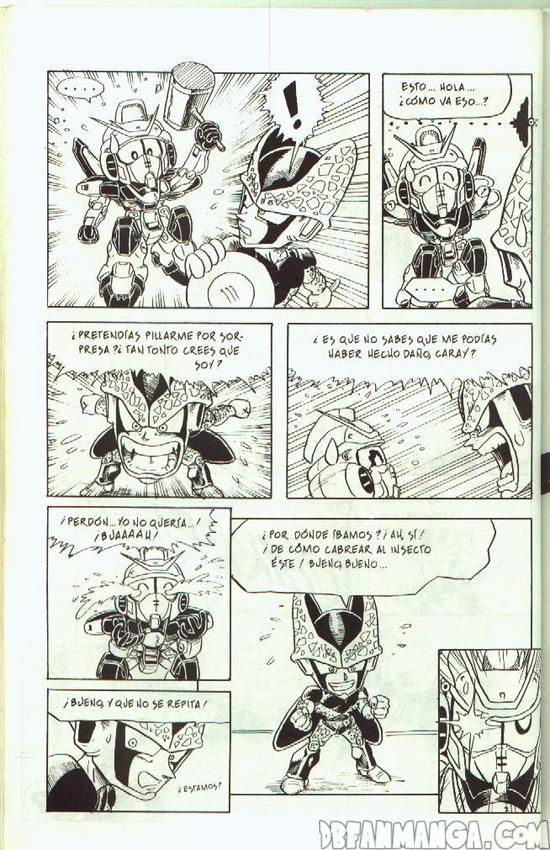 ....
!
ESTO... HOLA...
¿CÓMO VA ESO...?
¿PRETENDÍAS PILLARME POR SOR-
PRESA?¿TAN TONTO CREES QUE
SOY?
¿ES QUE NO SABES QUE ME PODÍAS
HABER HECHO DAÑO, CARAY?
¡PERDÓN...YO NO QUERÍA...!
¡BUAAAAH!
¡BUENO, Y QUE NO SE REPITA!
¿ESTAMOS?
¿POR DÓNDE ÍBAMOS?¡AH, SÍ!
¡DE CÓMO CABREAR AL INSECTO
ÉSTE! BUENO, BUENO...
DBFANMANGA.COM